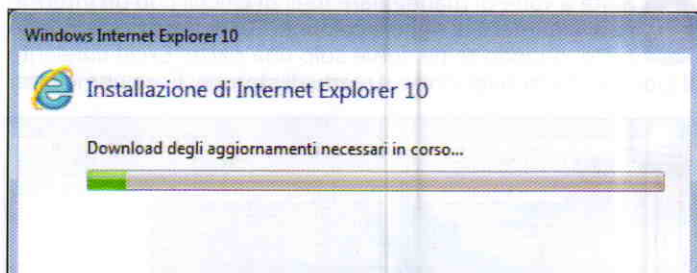 Windows Internet Explorer 10
Installazione di Internet Explorer 10
Download degli aggiornamenti necessari in corso...